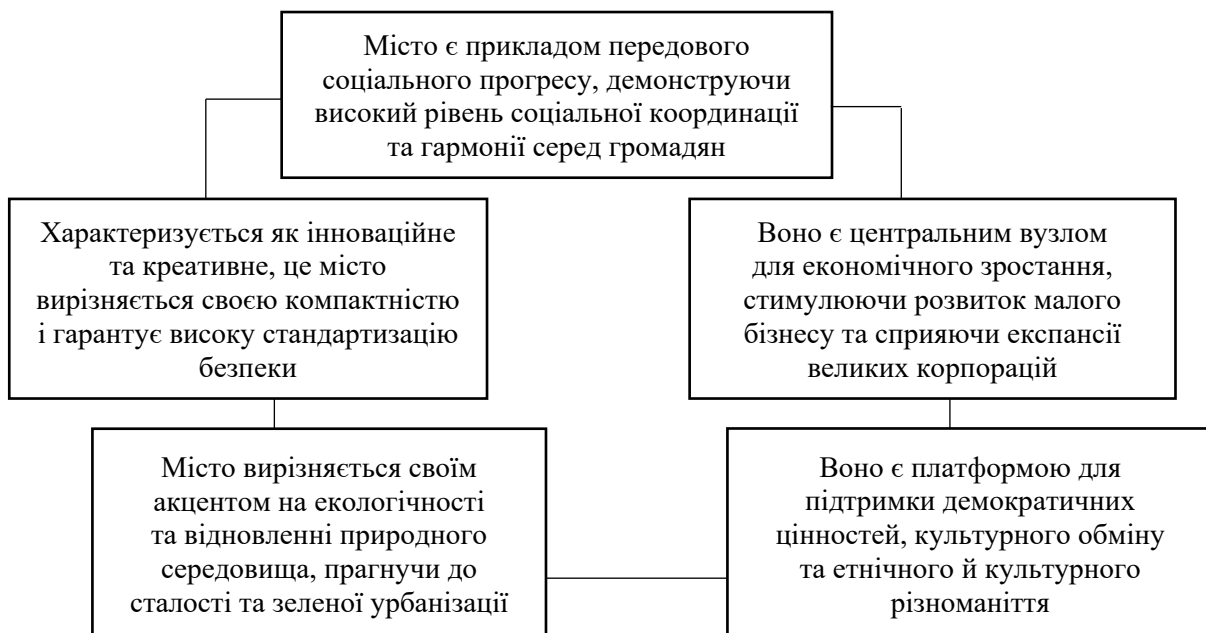 Місто є прикладом передового
соціального прогресу, демонструючи
високий рівень соціальної координації
та гармонії серед громадян
Характеризується як інноваційне
та креативне, це місто
вирізняється своєю компактністю
і гарантує високу стандартизацію
безпеки
Воно є центральним вузлом
для економічного зростання,
стимулюючи розвиток малого
бізнесу та сприяючи експансії
великих корпорацій
Місто вирізняється своїм
акцентом на екологічності
та відновленні природного
середовища, прагнучи до
сталості та зеленої урбанізації
Воно є платформою для
підтримки демократичних
цінностей, культурного обміну
та етнічного й культурного
різноманіття